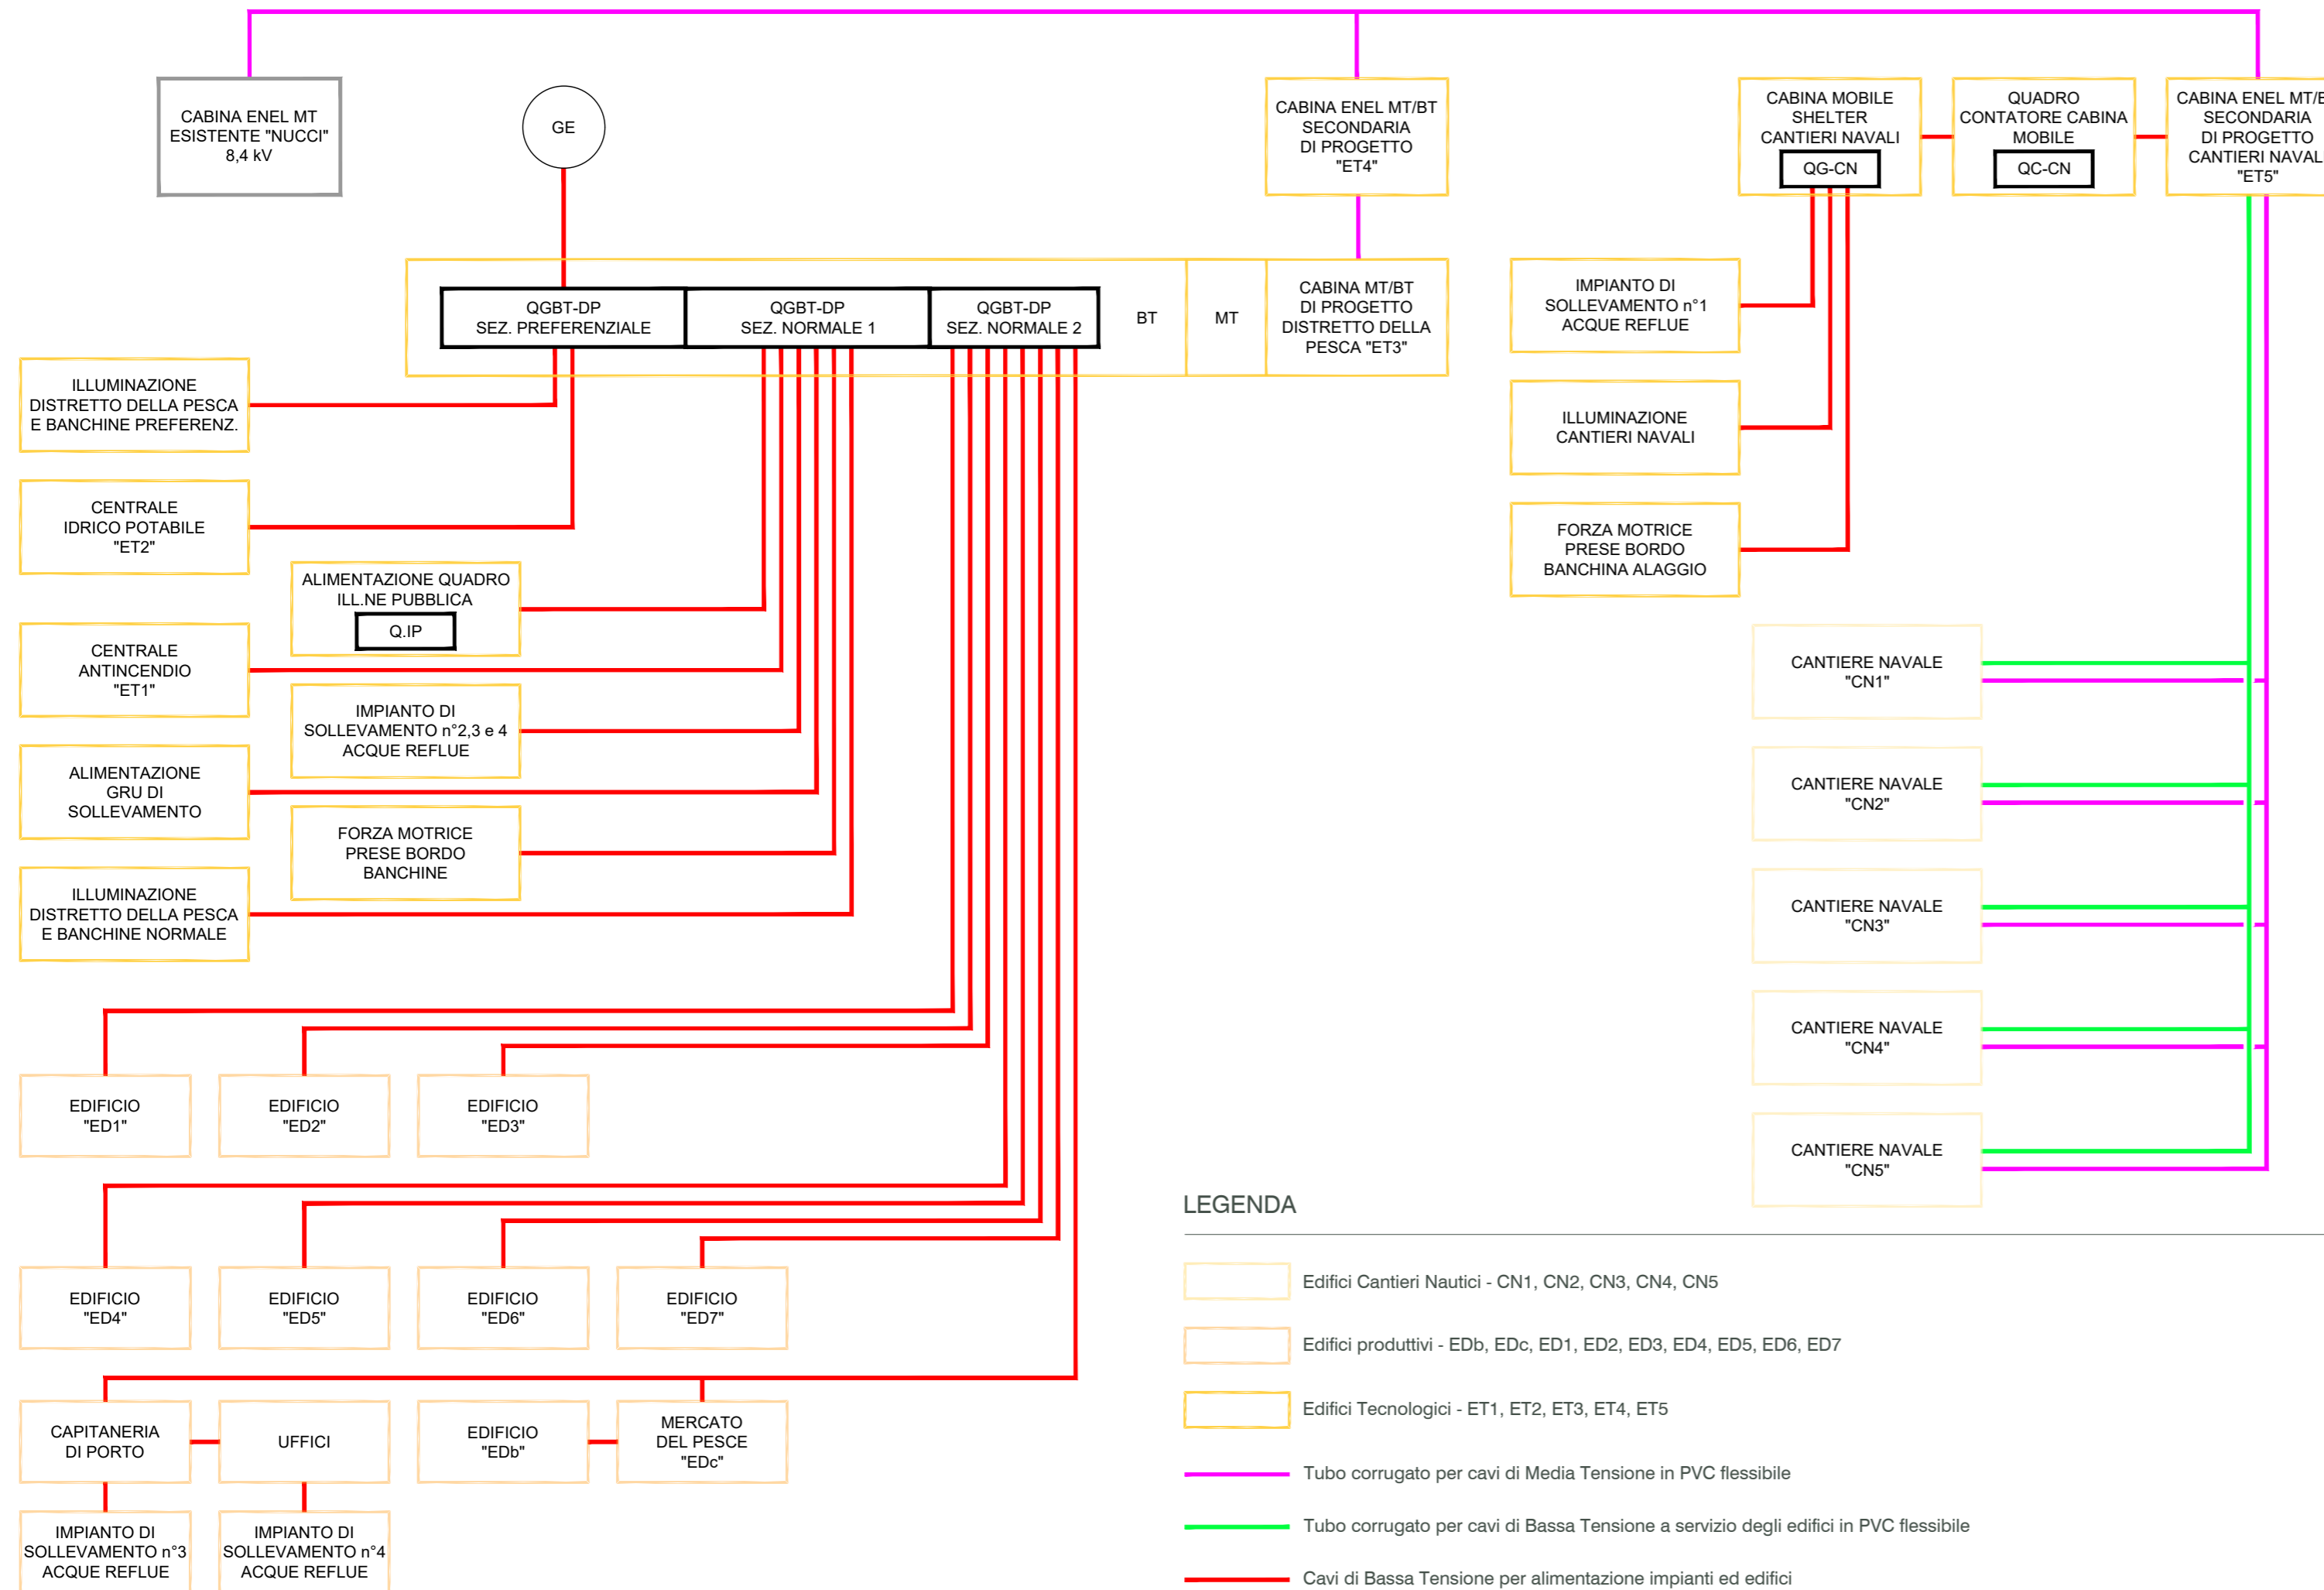 CABINA ENEL MT
ESISTENTE "NUCCI"
8,4 kV
GE
CABINA ENEL MT/BT
SECONDARIA
DI PROGETTO
"ET4"
CABINA MOBILE
SHELTER
CANTIERI NAVALI
QG-CN
QUADRO
CONTATORE CABINA
MOBILE
QC-CN
CABINA ENEL MT/B
SECONDARIA
DI PROGETTO
CANTIERI NAVAL
"ET5"
QGBT-DP
SEZ. PREFERENZIALE
QGBT-DP
SEZ. NORMALE 1
QGBT-DP
SEZ. NORMALE 2
BT
MT
CABINA MT/BT
DI PROGETTO
DISTRETTO DELLA
PESCA "ET3"
IMPIANTO DI
SOLLEVAMENTO n°1
ACQUE REFLUE
ILLUMINAZIONE
DISTRETTO DELLA PESCA
E BANCHINE PREFERENZ.
ILLUMINAZIONE
CANTIERI NAVALI
CENTRALE
IDRICO POTABILE
"ET2"
FORZA MOTRICE
PRESE BORDO
BANCHINA ALAGGIO
ALIMENTAZIONE QUADRO
ILL.NE PUBBLICA
Q.IP
CENTRALE
ANTINCENDIO
"ET1"
CANTIERE NAVALE
"CN1"
IMPIANTO DI
SOLLEVAMENTO n°2,3 e 4
ACQUE REFLUE
ALIMENTAZIONE
GRU DI
SOLLEVAMENTO
CANTIERE NAVALE
"CN2"
FORZA MOTRICE
PRESE BORDO
BANCHINE
ILLUMINAZIONE
DISTRETTO DELLA PESCA
E BANCHINE NORMALE
CANTIERE NAVALE
"CN3"
CANTIERE NAVALE
"CN4"
EDIFICIO
"ED1"
EDIFICIO
"ED2"
EDIFICIO
"ED3"
CANTIERE NAVALE
"CN5"
EDIFICIO
"ED4"
EDIFICIO
"ED5"
EDIFICIO
"ED6"
EDIFICIO
"ED7"
CAPITANERIA
DI PORTO
UFFICI
EDIFICIO
"EDb"
MERCATO
DEL PESCE
"EDc"
IMPIANTO DI
SOLLEVAMENTO n°3
ACQUE REFLUE
IMPIANTO DI
SOLLEVAMENTO n°4
ACQUE REFLUE
LEGENDA
Edifici Cantieri Nautici - CN1, CN2, CN3, CN4, CN5
Edifici produttivi - EDb, EDc, ED1, ED2, ED3, ED4, ED5, ED6, ED7
Edifici Tecnologici - ET1, ET2, ET3, ET4, ET5
Tubo corrugato per cavi di Media Tensione in PVC flessibile
Tubo corrugato per cavi di Bassa Tensione a servizio degli edifici in PVC flessibile
Cavi di Bassa Tensione per alimentazione impianti ed edifici